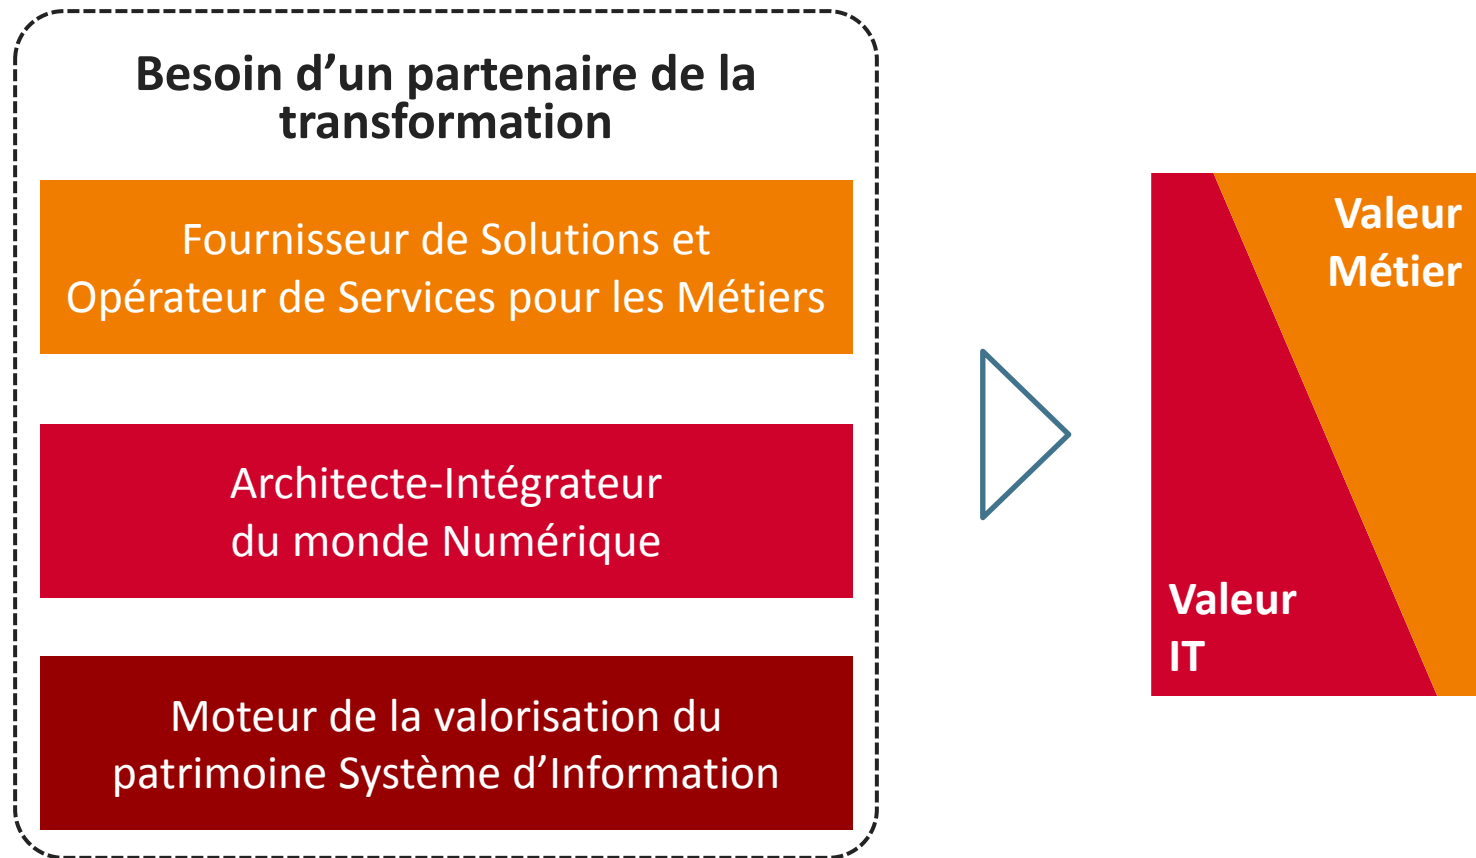 Besoin d’un partenaire de la
transformation
Fournisseur de Solutions et
Opérateur de Services pour les Métiers
Architecte-Intégrateur
du monde Numérique
Moteur de la valorisation du
patrimoine Système d’Information
Valeur
Métier
Valeur
IT